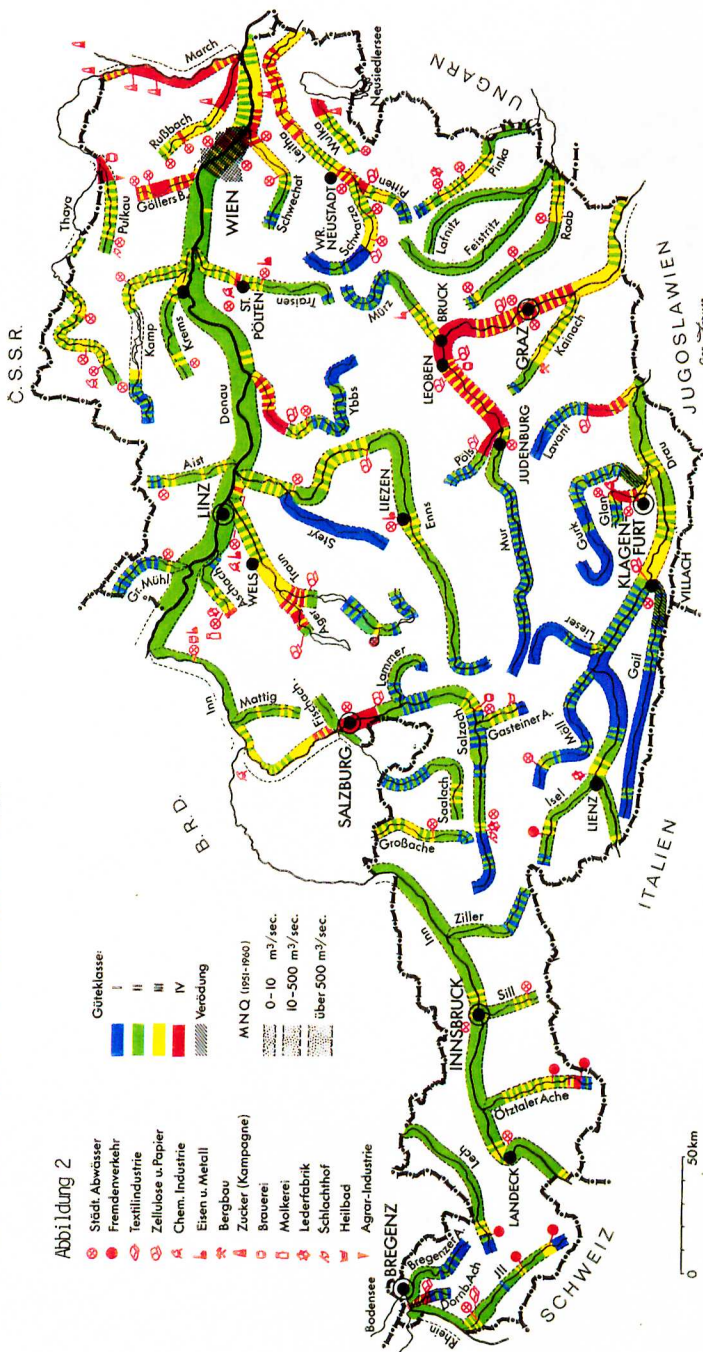 Abbildung 2
Städt. Abwässer
Fremdenverkehr
Textilindustrie
Zellulose u. Papier
Chem. Industrie
Eisen u. Metall
Bergbau
Zucker (Kampagne)
Brauerei
Molkerei
Lederfabrik
Schlachthof
Heilbad
Agrar-Industrie
Güteklasse:
I
II
III
IV
Verödung
MNQ (1951-1960)
0-10 m³/sec.
10-500 m³/sec.
über 500 m³/sec.
0 50km
Č.S.S.R.
B.R.D.
UNGARN
JUGOSLAWIEN
ITALIEN
SCHWEIZ
Bodensee
BREGENZ
Bregenzer A.
Dornb. Ach
Rhein
Jll
Lech
LANDECK
Ötztaler Ache
INNSBRUCK
Sill
Inn
Ziller
Großache
Saalach
SALZBURG
Fischach
Mattig
Inn
Salzach
Lammer
Gasteiner A.
Isel
LIENZ
Möll
Lieser
Gail
VILLACH
Drau
KLAGEN
FURT
Glan
Gurk
Lavant
Mur
Pöls
JUDENBURG
LEOBEN
BRUCK
Mürz
GRAZ
Kainach
Raab
Feistritz
Lafnitz
Pinka
Gr. Mühl
Aschach
LINZ
WELS
Traun
Ager
Aist
Steyr
LIEZEN
Enns
Ybbs
Donau
Kamp
Krems
ST.
PÖLTEN
Traisen
Thaya
Pulkau
Göllers B.
WIEN
Rußbach
March
Schwechat
Leitha
WR.
NEUSTADT
Schwarza
Pitten
Wulka
Neusiedlersee